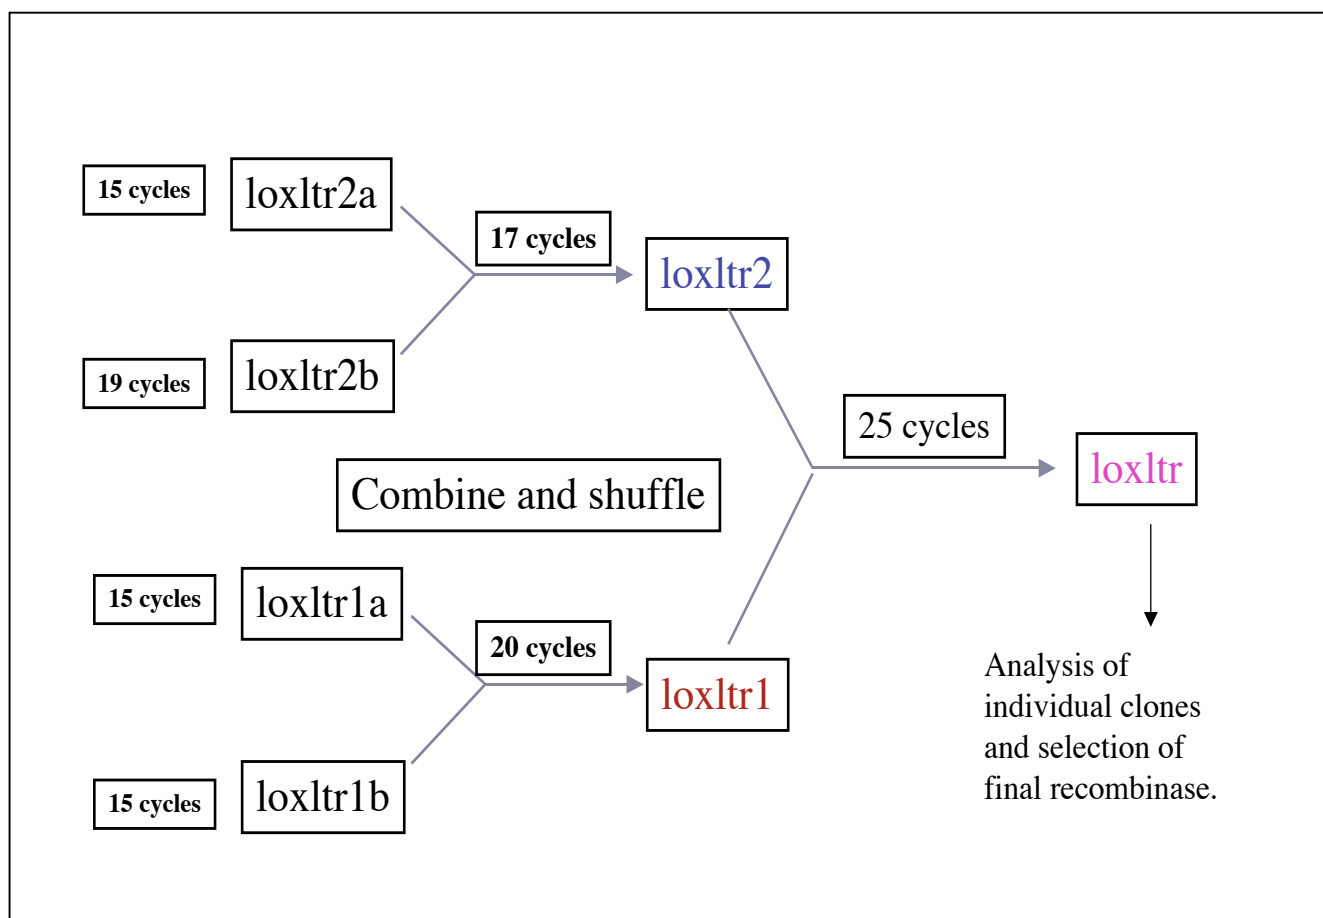 15 cycles
loxltr2a
17 cycles
loxltr2
19 cycles
loxltr2b
25 cycles
loxltr
Combine and shuffle
15 cycles
loxltr1a
20 cycles
loxltr1
15 cycles
loxltr1b
Analysis of
individual clones
and selection of
final recombinase.